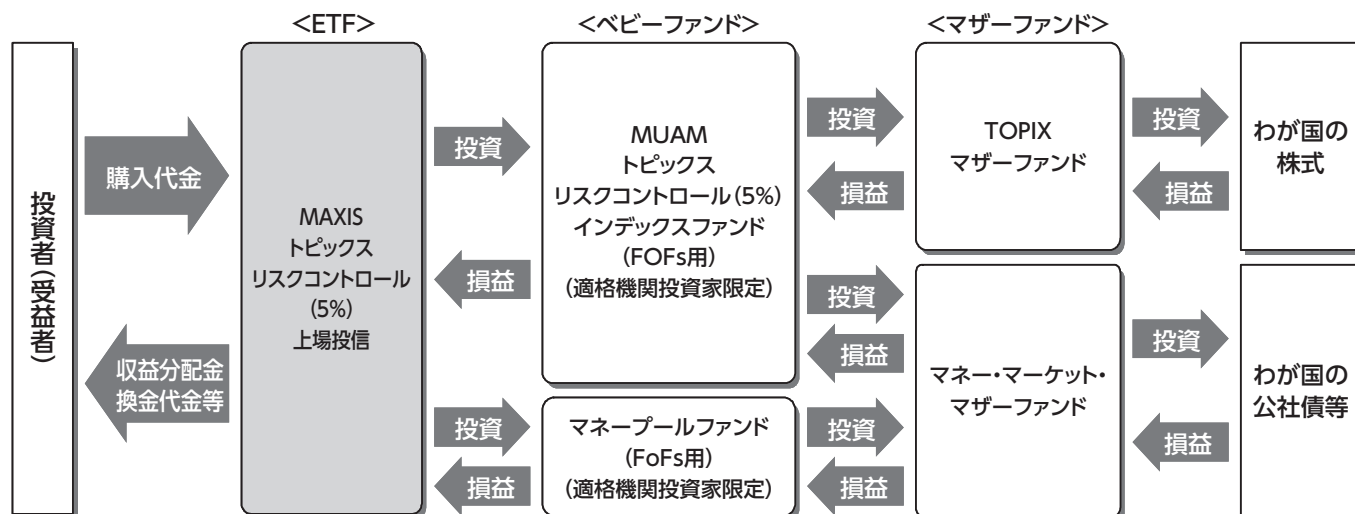 <ETF>
<ベビーファンド>
<マザーファンド>
投資者(受益者)
購入代金
収益分配金
換金代金等
MAXIS
トピックス
リスクコントロール
(5%)
上場投信
投資
損益
投資
損益
MUAM
トピックス
リスクコントロール(5%)
インデックスファンド
(FOFs用)
(適格機関投資家限定)
マネープールファンド
(FoFs用)
(適格機関投資家限定)
投資
損益
投資
損益
投資
損益
TOPIX
マザーファンド
マネー・マーケット・
マザーファンド
投資
損益
投資
損益
わが国の
株式
わが国の
公社債等